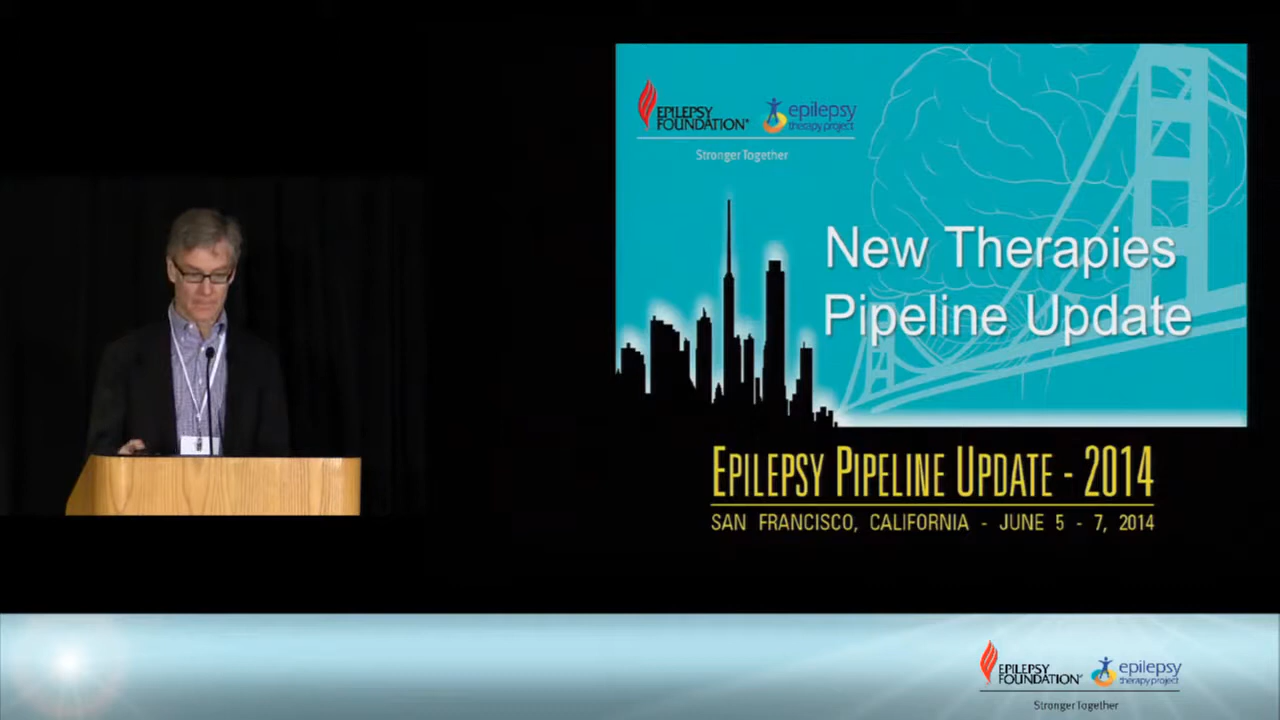 EPILEPSY
FOUNDATION®
epilepsy
therapy project
Stronger Together
New Therapies
Pipeline Update
EPILEPSY PIPELINE UPDATE - 2014
SAN FRANCISCO, CALIFORNIA - JUNE 5 - 7, 2014
EPILEPSY
FOUNDATION®
epilepsy
therapy project
Stronger Together